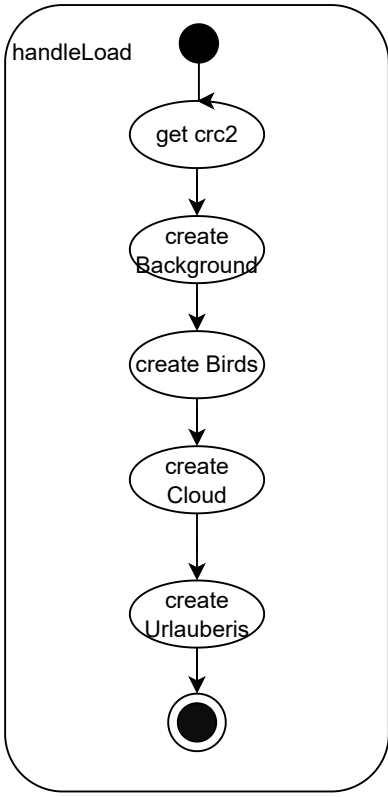 handleLoad
get crc2
create
Background
create Birds
create
Cloud
create
Urlauberis